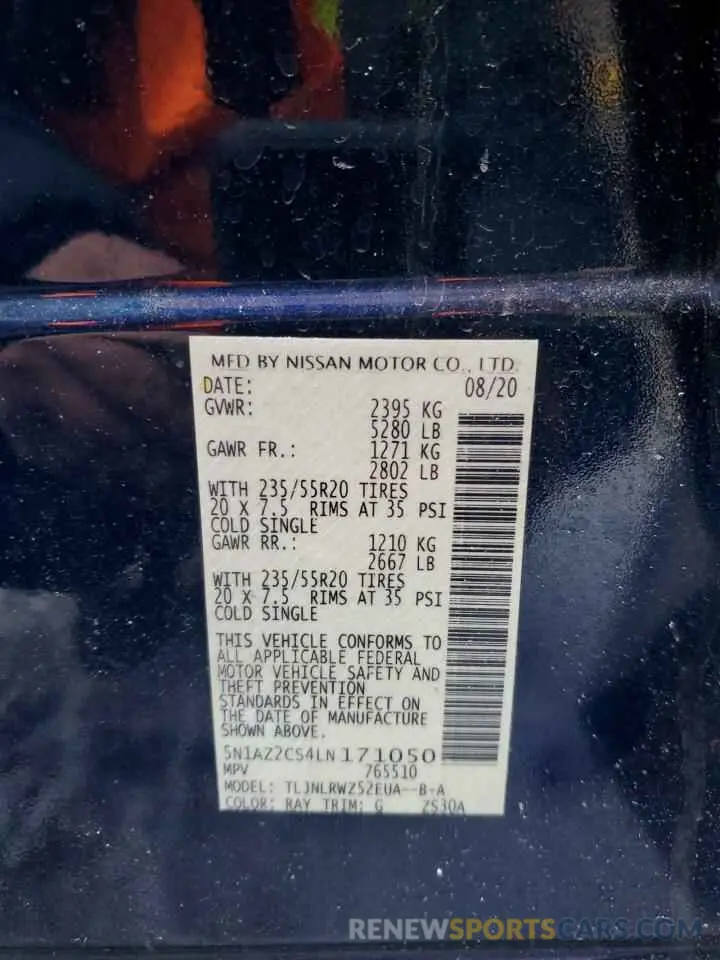 MFD BY NISSAN MOTOR CO., LTD.
DATE: 08/20
GVWR: 2395 KG
5280 LB
GAWR FR.: 1271 KG
2802 LB
WITH 235/55R20 TIRES
20 X 7.5 RIMS AT 35 PSI
COLD SINGLE
GAWR RR.: 1210 KG
2667 LB
WITH 235/55R20 TIRES
20 X 7.5 RIMS AT 35 PSI
COLD SINGLE
THIS VEHICLE CONFORMS TO
ALL APPLICABLE FEDERAL
MOTOR VEHICLE SAFETY AND
THEFT PREVENTION
STANDARDS IN EFFECT ON
THE DATE OF MANUFACTURE
SHOWN ABOVE.
5N1AZ2CS4LN171050
MPV 765510
MODEL: TLJNLRWZ52EUA--B-A
COLOR: RAY TRIM: G ZS30A
RENEWSPORTSCARS.COM